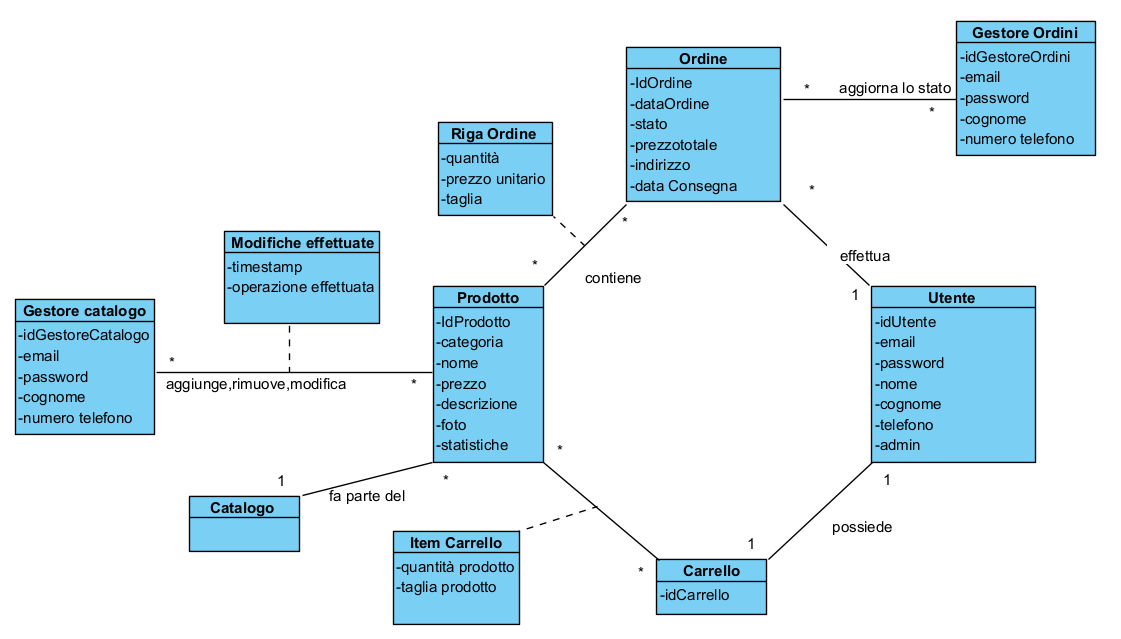 Gestore Ordini
-idGestoreOrdini
-email
-password
-cognome
-numero telefono
Ordine
-IdOrdine
-dataOrdine
-stato
-prezzototale
-indirizzo
-data Consegna
*
aggiorna lo stato
*
Riga Ordine
-quantità
-prezzo unitario
-taglia
*
*
contiene
*
effettua
1
Modifiche effettuate
-timestamp
-operazione effettuata
Gestore catalogo
-idGestoreCatalogo
-email
-password
-cognome
-numero telefono
*
aggiunge,rimuove,modifica
*
Prodotto
-IdProdotto
-categoria
-nome
-prezzo
-descrizione
-foto
-statistiche
Utente
-idUtente
-email
-password
-nome
-cognome
-telefono
-admin
1
fa parte del
*
Catalogo
*
*
Item Carrello
-quantità prodotto
-taglia prodotto
1
possiede
1
Carrello
-idCarrello